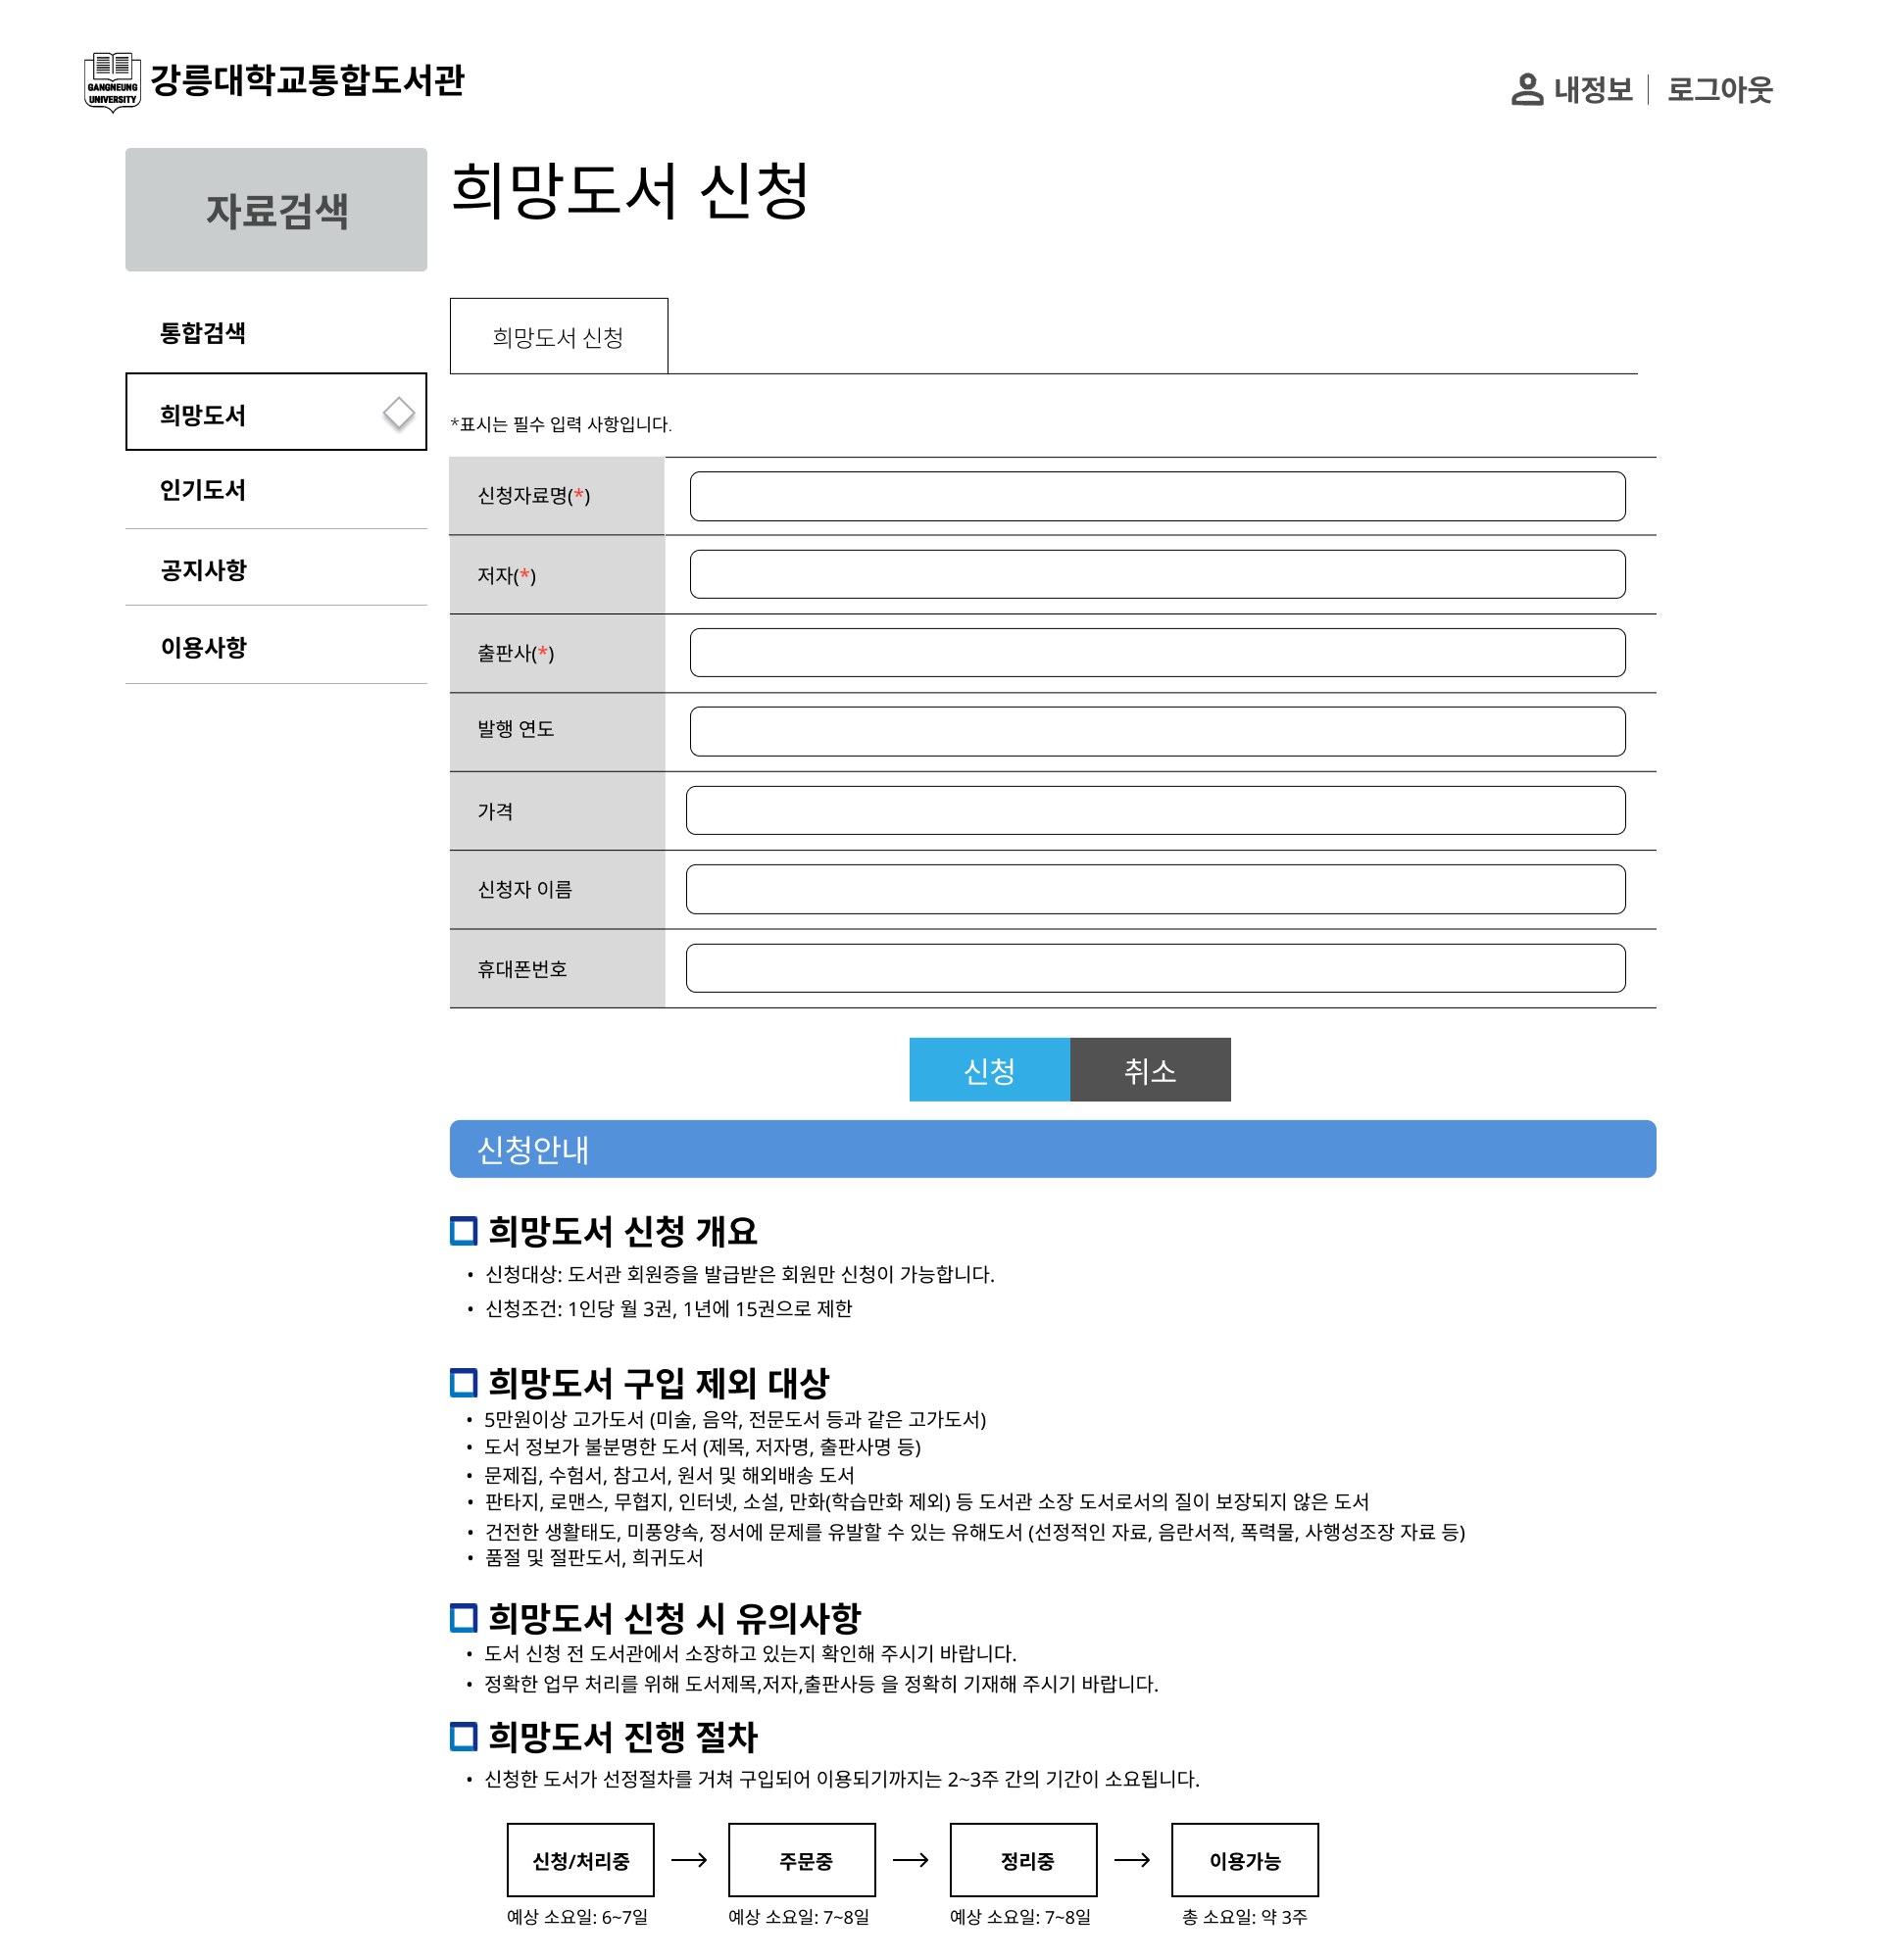 GANGNEUNG
UNIVERSITY
강릉대학교통합도서관
내정보
로그아웃
자료검색
통합검색
희망도서
인기도서
공지사항
이용사항
희망도서 신청
희망도서 신청
*표시는 필수 입력 사항입니다.
신청자료명(*)
저자(*)
출판사(*)
발행 연도
가격
신청자 이름
휴대폰번호
신청
취소
신청안내
희망도서 신청 개요
• 신청대상: 도서관 회원증을 발급받은 회원만 신청이 가능합니다.
• 신청조건: 1인당 월 3권, 1년에 15권으로 제한
희망도서 구입 제외 대상
• 5만원이상 고가도서 (미술, 음악, 전문도서 등과 같은 고가도서)
• 도서 정보가 불분명한 도서 (제목, 저자명, 출판사명 등)
• 문제집, 수험서, 참고서, 원서 및 해외배송 도서
• 판타지, 로맨스, 무협지, 인터넷, 소설, 만화(학습만화 제외) 등 도서관 소장 도서로서의 질이 보장되지 않은 도서
• 건전한 생활태도, 미풍양속, 정서에 문제를 유발할 수 있는 유해도서 (선정적인 자료, 음란서적, 폭력물, 사행성조장 자료 등)
• 품절 및 절판도서, 희귀도서
희망도서 신청 시 유의사항
• 도서 신청 전 도서관에서 소장하고 있는지 확인해 주시기 바랍니다.
• 정확한 업무 처리를 위해 도서제목,저자,출판사등 을 정확히 기재해 주시기 바랍니다.
희망도서 진행 절차
• 신청한 도서가 선정절차를 거쳐 구입되어 이용되기까지는 2~3주 간의 기간이 소요됩니다.
신청/처리중
주문중
정리중
이용가능
예상 소요일: 6~7일
예상 소요일: 7~8일
예상 소요일: 7~8일
총 소요일: 약 3주